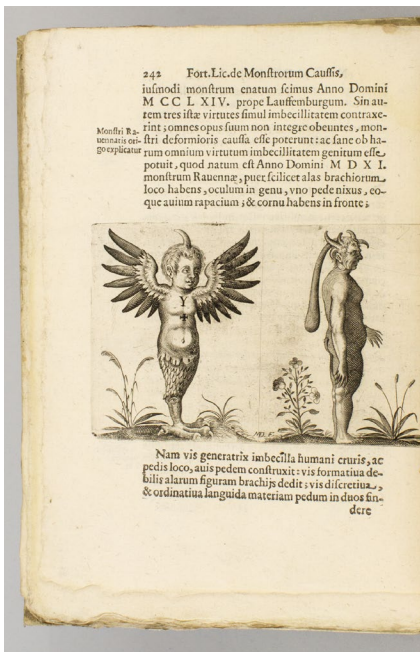 242 Fort. Lic. de Monstrorum Caussis,
iusmodi monstrum enatum scimus Anno Domini
M CC L XIV. prope Lauffemburgum. Sin au-
tem tres istæ virtutes simul imbecillitatem contraxe-
rint; omnes opus suum non integre obeuntes, mon-
stri deformioris caussa esse poterunt: ac sane ob ha-
rum omnium virtutum imbecillitatem genitum esse
potuit, quod natum est Anno Domini M D X I.
monstrum Rauennæ, puer scilicet alas brachiorum
loco habens, oculum in genu, vno pede nixus, eo-
que auium rapacium; & cornu habens in fronte;
Monstri Ra-
uennatis ori-
go explicatur
Nam vis generatrix imbecilla humani cruris, ac
pedis loco, auis pedem construxit: vis formatiua de-
bilis alarum figuram brachijs dedit; vis discretiua,
& ordinatiua languida materiam pedum in duos fin-
dere